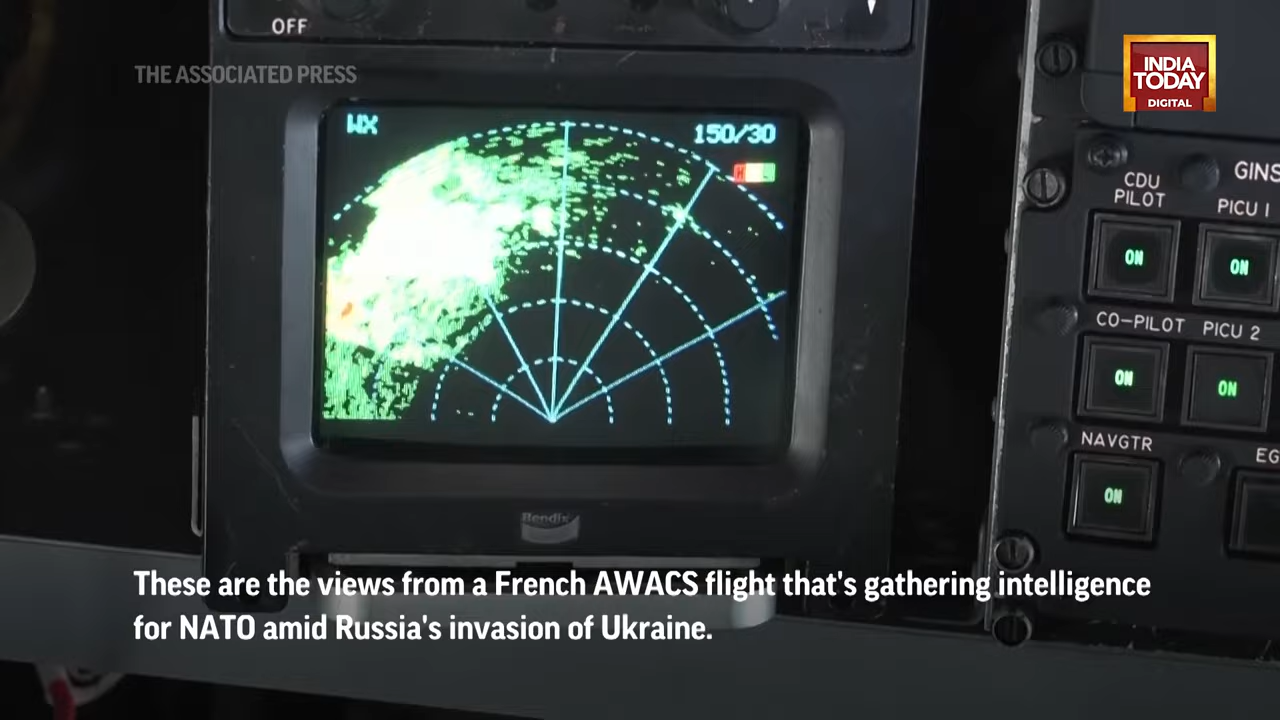 OFF
THE ASSOCIATED PRESS
INDIA
TODAY
DIGITAL
WX
150/30
GINS
CDU
PILOT
PICU 1
ON
ON
CO-PILOT
PICU 2
ON
ON
NAVGTR
EG
ON
Bendix
These are the views from a French AWACS flight that's gathering intelligence
for NATO amid Russia's invasion of Ukraine.